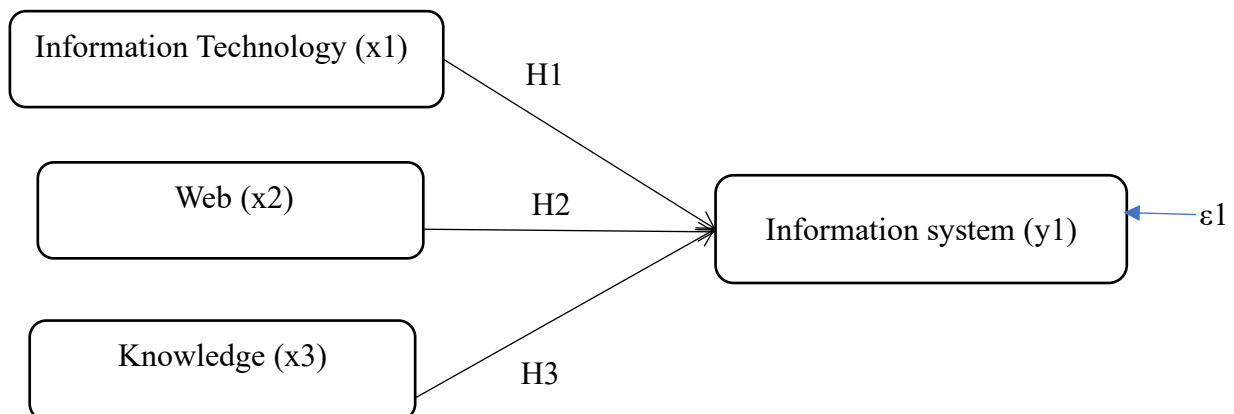 Information Technology (x1)
H1
Web (x2)
H2
Information system (y1)
ε1
Knowledge (x3)
H3